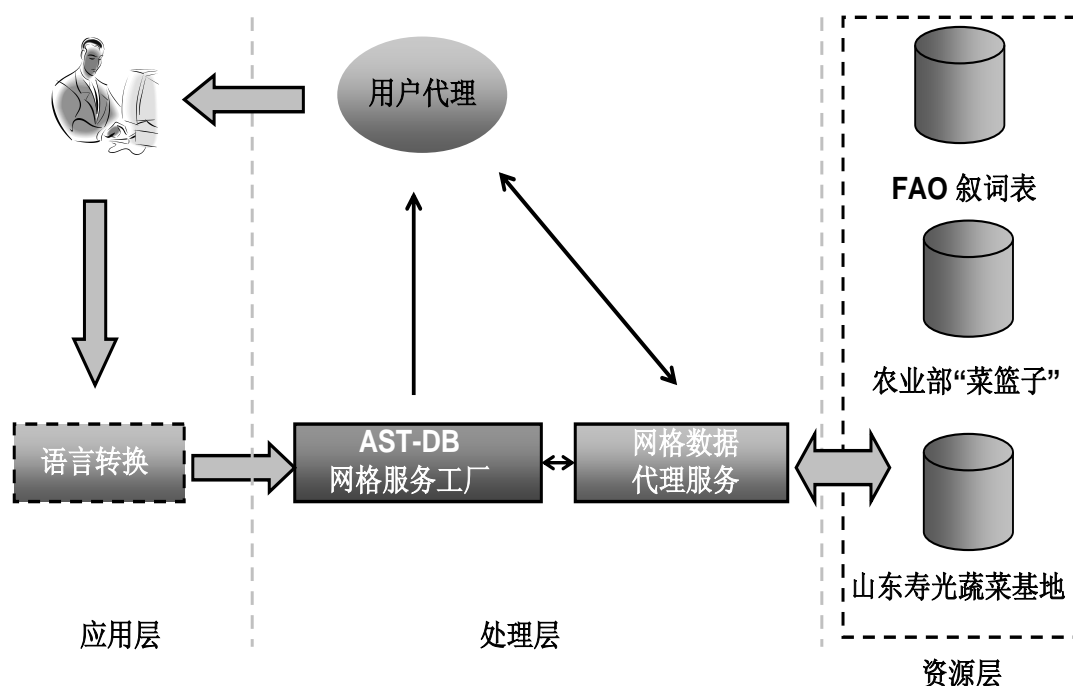 用户代理
FAO 叙词表
农业部“菜篮子”
语言转换
AST-DB
网格服务工厂
网格数据
代理服务
山东寿光蔬菜基地
应用层
处理层
资源层